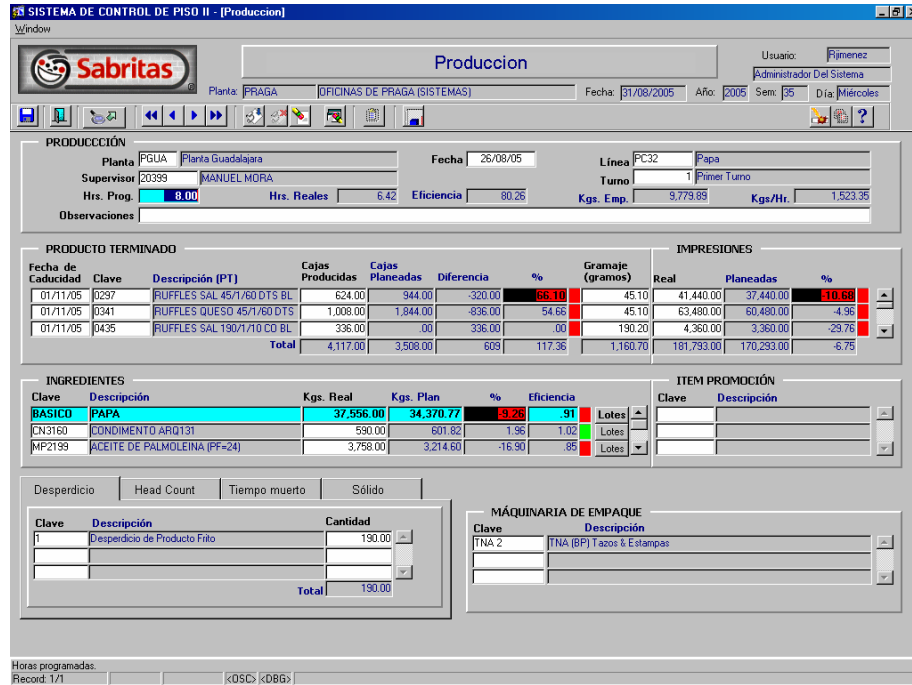 SISTEMA DE CONTROL DE PISO II - [Produccion]
Window
Sabritas
Produccion
Usuario: Rjimenez
Administrador Del Sistema
Planta: PRAGA OFICINAS DE PRAGA (SISTEMAS) Fecha: 31/08/2005 Año: 2005 Sem: 35 Día: Miércoles
PRODUCCCIÓN
Planta PGUA Planta Guadalajara Fecha 26/08/05 Línea PC32 Papa
Supervisor 20399 MANUEL MORA Turno 1 Primer Turno
Hrs. Prog. 8.00 Hrs. Reales 6.42 Eficiencia 80.26 Kgs. Emp. 9,779.89 Kgs/Hr. 1,523.35
Observaciones
PRODUCTO TERMINADO IMPRESIONES
Fecha de Caducidad Clave Descripción (PT) Cajas Producidas Cajas Planeadas Diferencia % Gramaje (gramos) Real Planeadas %
01/11/05 0297 RUFFLES SAL 45/1/60 DTS BL 624.00 944.00 -320.00 66.10 45.10 41,440.00 37,440.00 -10.68
01/11/05 0341 RUFFLES QUESO 45/1/60 DTS 1,008.00 1,844.00 -836.00 54.66 45.10 63,480.00 60,480.00 -4.96
01/11/05 0435 RUFFLES SAL 190/1/10 CO BL 336.00 .00 336.00 .00 190.20 4,360.00 3,360.00 -29.76
Total 4,117.00 3,508.00 609 117.36 1,160.70 181,793.00 170,293.00 -6.75
INGREDIENTES ITEM PROMOCIÓN
Clave Descripción Kgs. Real Kgs. Plan % Eficiencia Clave Descripción
BASICO PAPA 37,556.00 34,370.77 -9.26 .91 Lotes
CN3160 CONDIMENTO ARQ131 590.00 601.82 1.96 1.02 Lotes
MP2199 ACEITE DE PALMOLEINA (PF=24) 3,758.00 3,214.60 -16.90 .85 Lotes
Desperdicio Head Count Tiempo muerto Sólido
Clave Descripción Cantidad
1 Desperdicio de Producto Frito 190.00
Total 190.00
MÁQUINARIA DE EMPAQUE
Clave Descripción
TNA 2 TNA (BP) Tazos & Estampas
Horas programadas.
Record: 1/1 <OSC> <DBG>